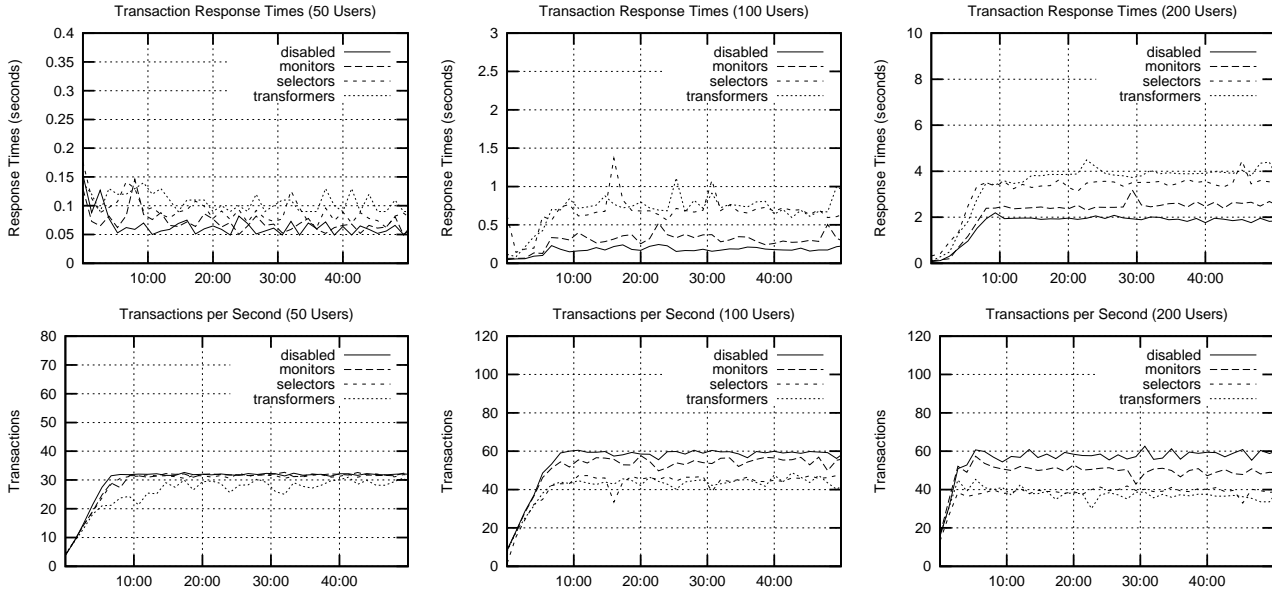 Transaction Response Times (50 Users)
Response Times (seconds)
0.4
0.35
0.3
0.25
0.2
0.15
0.1
0.05
0
10:00 20:00 30:00 40:00
disabled
monitors
selectors
transformers
Transaction Response Times (100 Users)
Response Times (seconds)
3
2.5
2
1.5
1
0.5
0
10:00 20:00 30:00 40:00
disabled
monitors
selectors
transformers
Transaction Response Times (200 Users)
Response Times (seconds)
10
8
6
4
2
0
10:00 20:00 30:00 40:00
disabled
monitors
selectors
transformers
Transactions per Second (50 Users)
Transactions
80
70
60
50
40
30
20
10
0
10:00 20:00 30:00 40:00
disabled
monitors
selectors
transformers
Transactions per Second (100 Users)
Transactions
120
100
80
60
40
20
0
10:00 20:00 30:00 40:00
disabled
monitors
selectors
transformers
Transactions per Second (200 Users)
Transactions
120
100
80
60
40
20
0
10:00 20:00 30:00 40:00
disabled
monitors
selectors
transformers